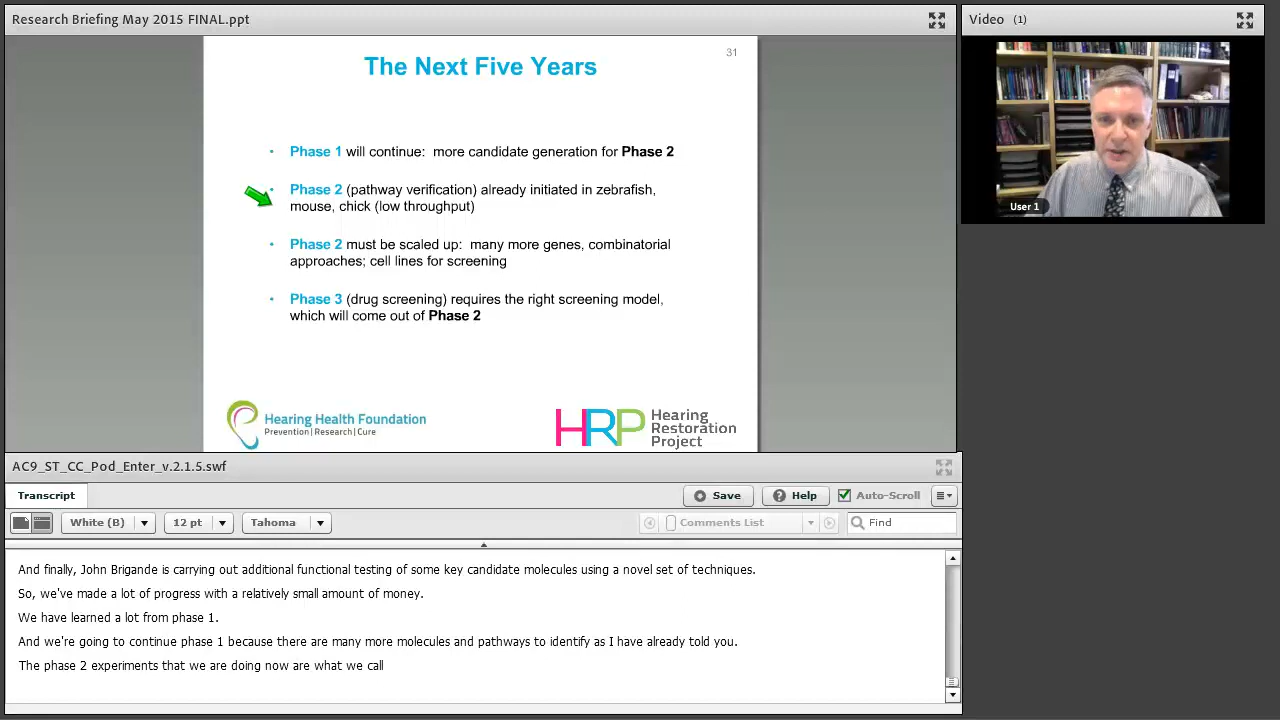 Research Briefing May 2015 FINAL.ppt
Video (1)
31
The Next Five Years
• Phase 1 will continue: more candidate generation for Phase 2
• Phase 2 (pathway verification) already initiated in zebrafish,
mouse, chick (low throughput)
• Phase 2 must be scaled up: many more genes, combinatorial
approaches; cell lines for screening
• Phase 3 (drug screening) requires the right screening model,
which will come out of Phase 2
User 1
Hearing Health Foundation
Prevention|Research|Cure
HRP
Hearing
Restoration
Project
AC9_ST_CC_Pod_Enter_v.2.1.5.swf
Transcript
Save
Help
Auto-Scroll
White (B)
12 pt
Tahoma
Comments List
Find
And finally, John Brigande is carrying out additional functional testing of some key candidate molecules using a novel set of techniques.
So, we've made a lot of progress with a relatively small amount of money.
We have learned a lot from phase 1.
And we're going to continue phase 1 because there are many more molecules and pathways to identify as I have already told you.
The phase 2 experiments that we are doing now are what we call